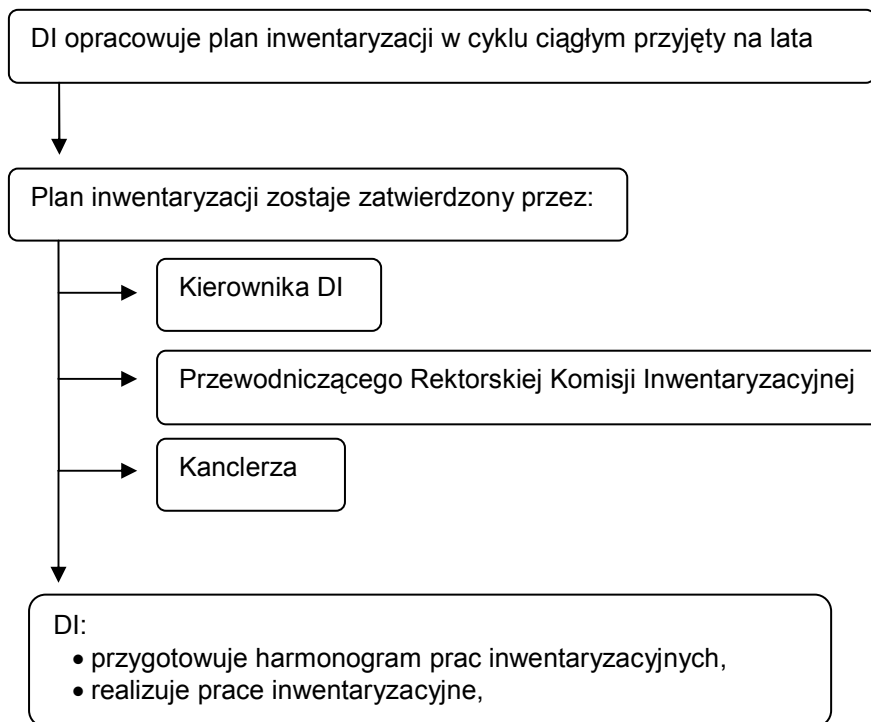 DI opracowuje plan inwentaryzacji w cyklu ciągłym przyjęty na lata
Plan inwentaryzacji zostaje zatwierdzony przez:
Kierownika DI
Przewodniczącego Rektorskiej Komisji Inwentaryzacyjnej
Kanclerza
DI:
• przygotowuje harmonogram prac inwentaryzacyjnych,
• realizuje prace inwentaryzacyjne,